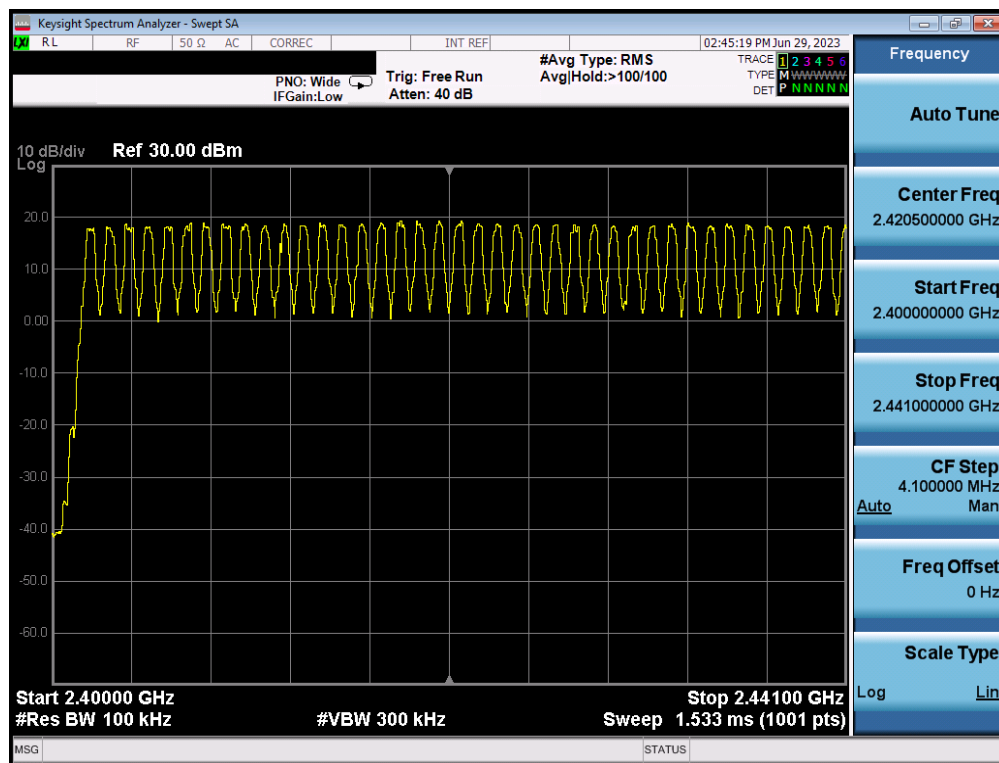 Keysight Spectrum Analyzer - Swept SA
LXI RL RF 50 Ω AC CORREC INT REF 02:45:19 PM Jun 29, 2023
PNO: Wide
IFGain:Low
Trig: Free Run
Atten: 40 dB
#Avg Type: RMS
Avg|Hold:>100/100
TRACE 1 2 3 4 5 6
TYPE M WWWWW
DET P N N N N N
10 dB/div
Log
Ref 30.00 dBm
20.0
10.0
0.00
-10.0
-20.0
-30.0
-40.0
-50.0
-60.0
Start 2.40000 GHz
#Res BW 100 kHz
#VBW 300 kHz
Stop 2.44100 GHz
Sweep 1.533 ms (1001 pts)
MSG
STATUS
Frequency
Auto Tune
Center Freq
2.420500000 GHz
Start Freq
2.400000000 GHz
Stop Freq
2.441000000 GHz
CF Step
4.100000 MHz
Auto Man
Freq Offset
0 Hz
Scale Type
Log Lin